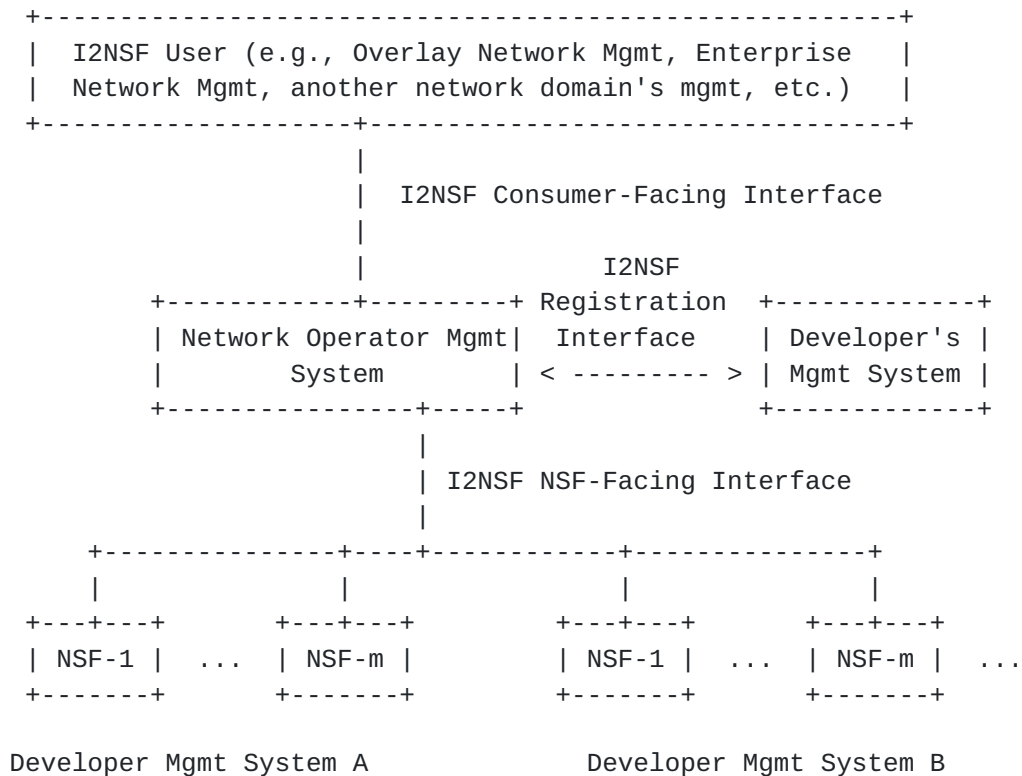 I2NSF User (e.g., Overlay Network Mgmt, Enterprise
Network Mgmt, another network domain's mgmt, etc.)
I2NSF Consumer-Facing Interface
I2NSF
Registration
Network Operator Mgmt Interface Developer's
System < --------- > Mgmt System
I2NSF NSF-Facing Interface
NSF-1 ... NSF-m NSF-1 ... NSF-m ...
Developer Mgmt System A Developer Mgmt System B